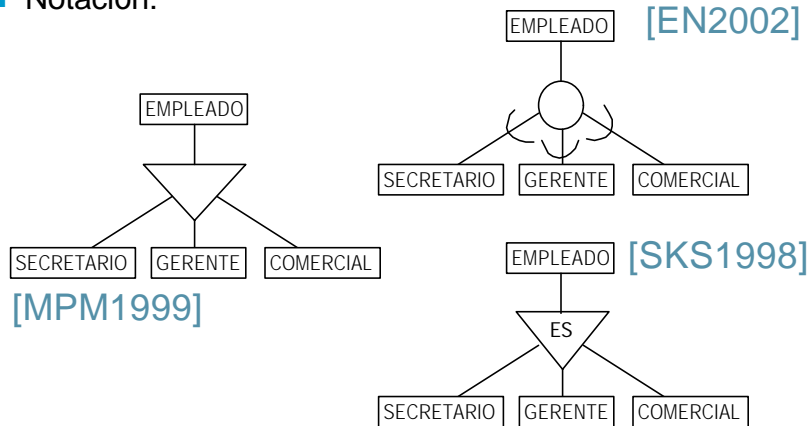 Notación:
EMPLEADO
[EN2002]
SECRETARIO GERENTE COMERCIAL
EMPLEADO
SECRETARIO GERENTE COMERCIAL
[MPM1999]
EMPLEADO
[SKS1998]
ES
SECRETARIO GERENTE COMERCIAL